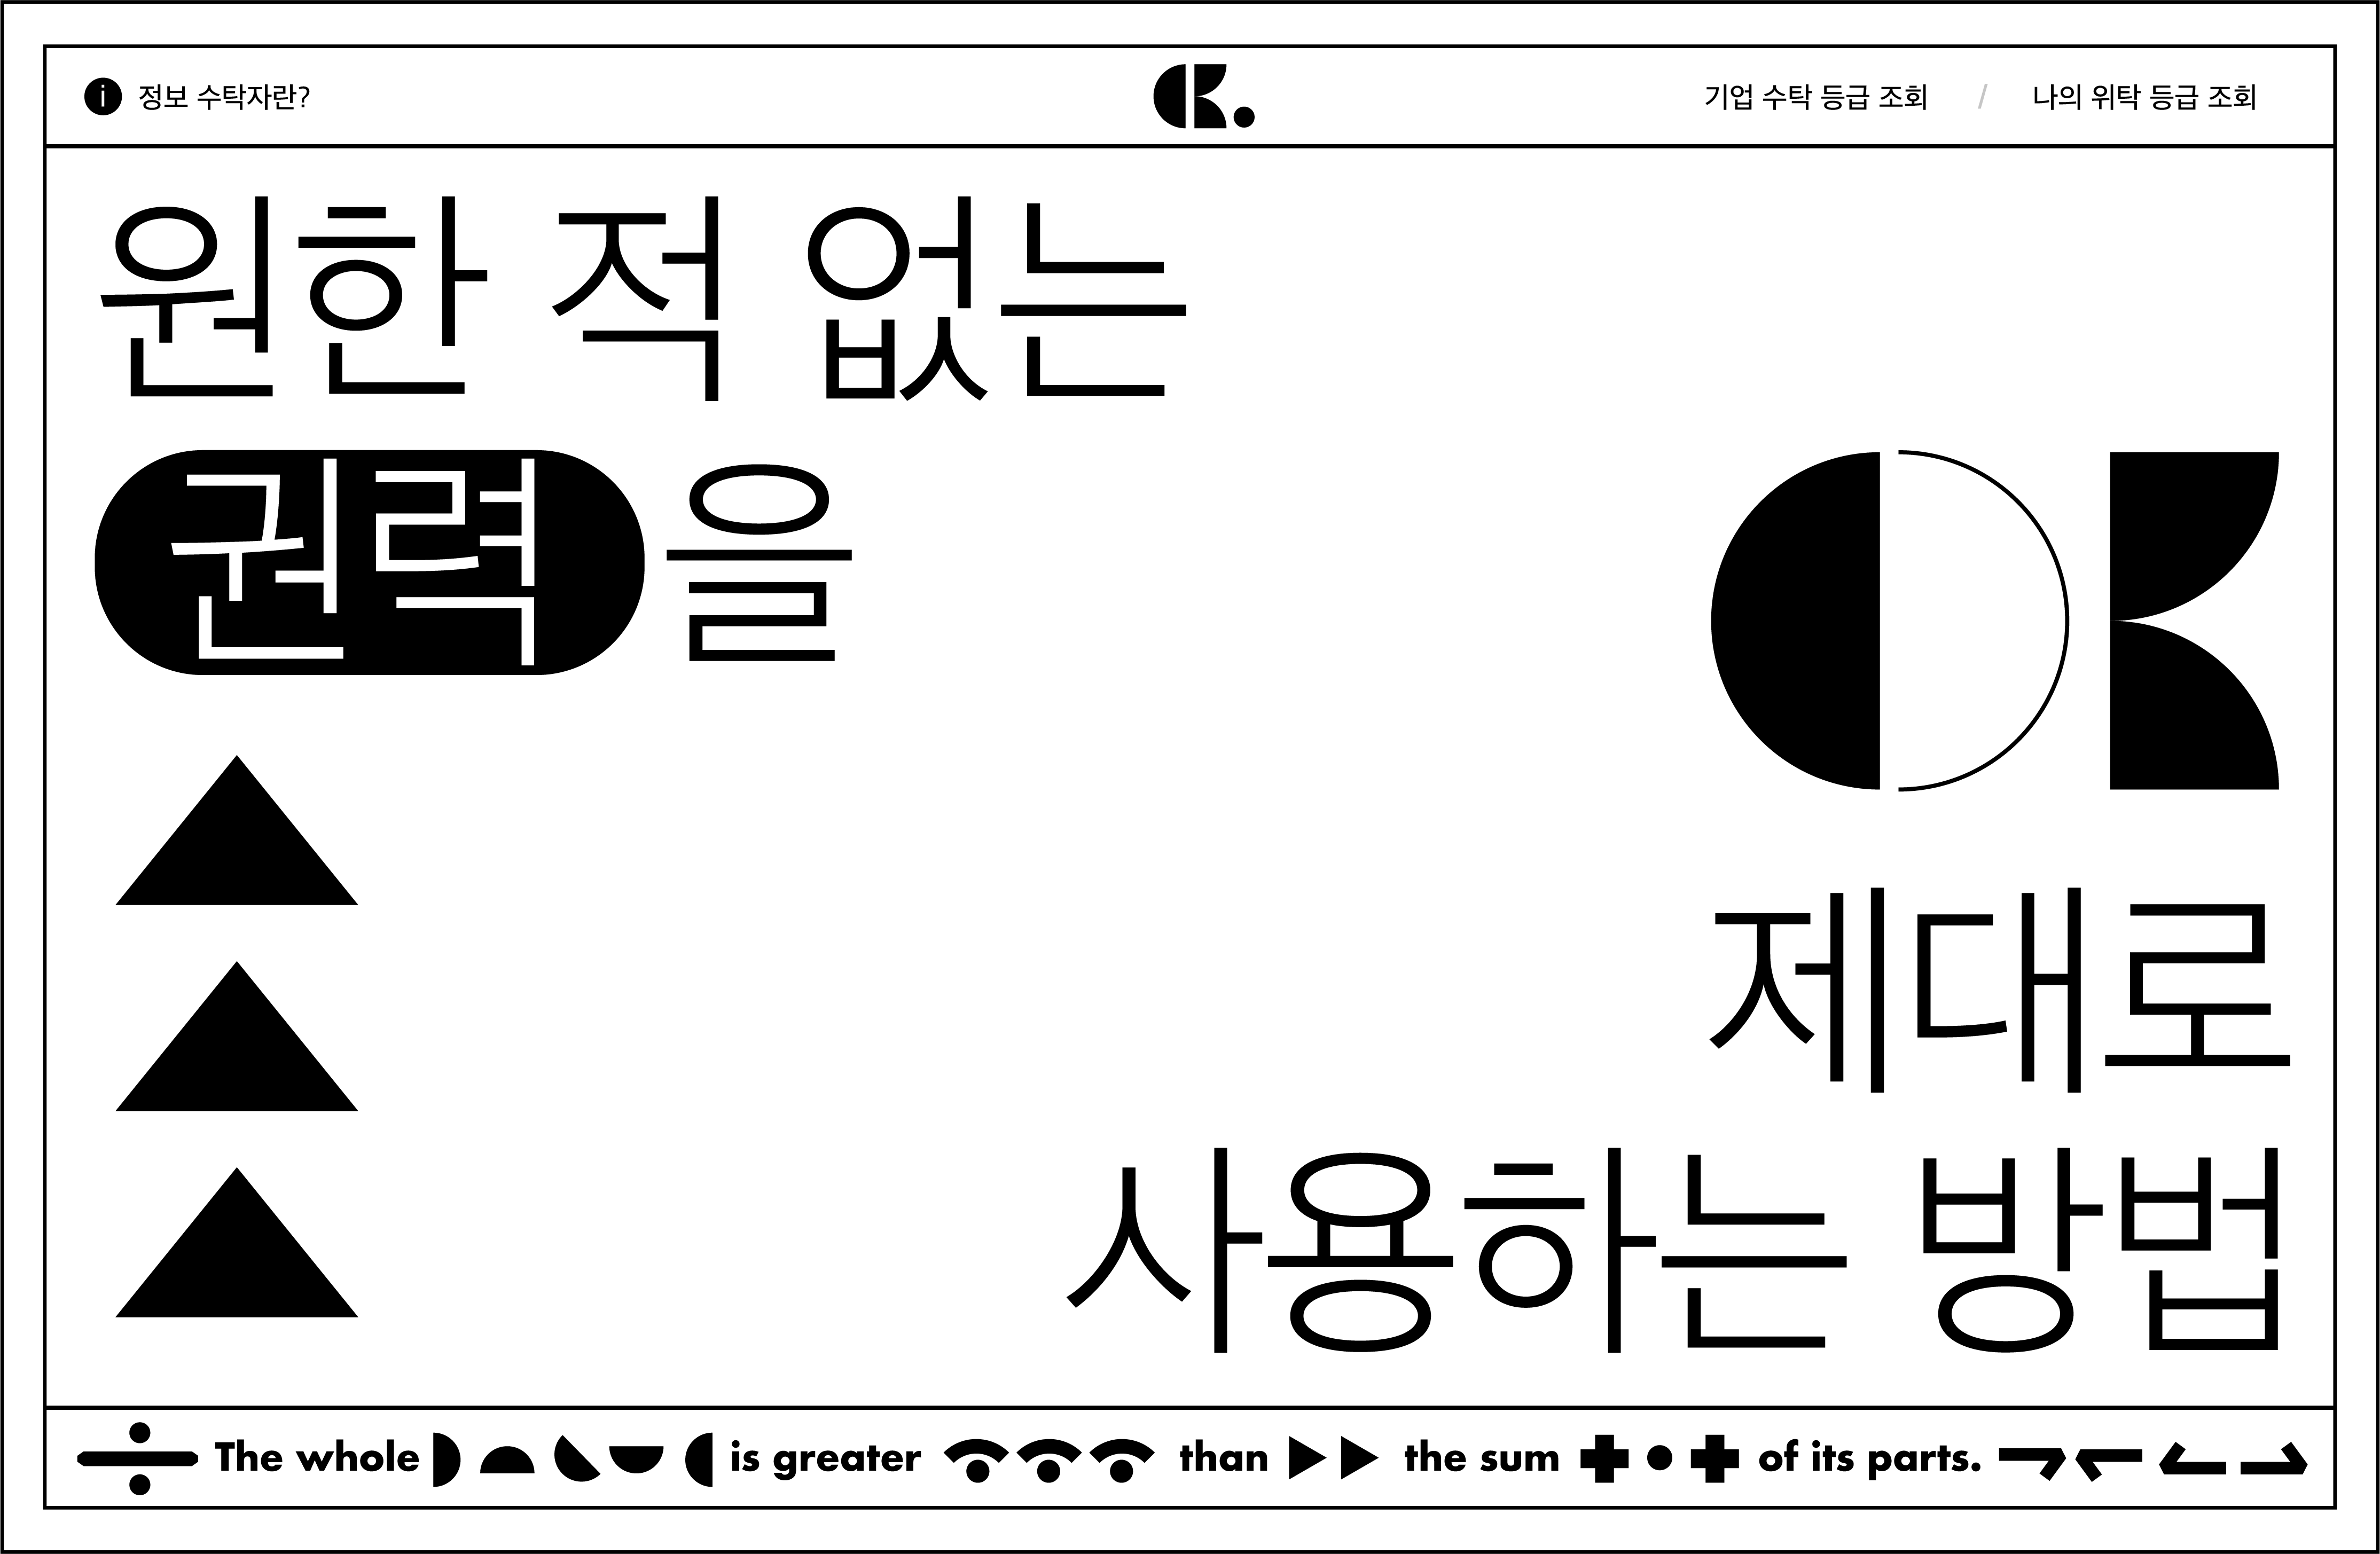 i 정보 수탁자란?
OK.
기업 수탁 등급 조회 / 나의 위탁 등급 조회
원한 적 없는
권력을
OK
제대로
사용하는 방법
The whole is greater than the sum of its parts.